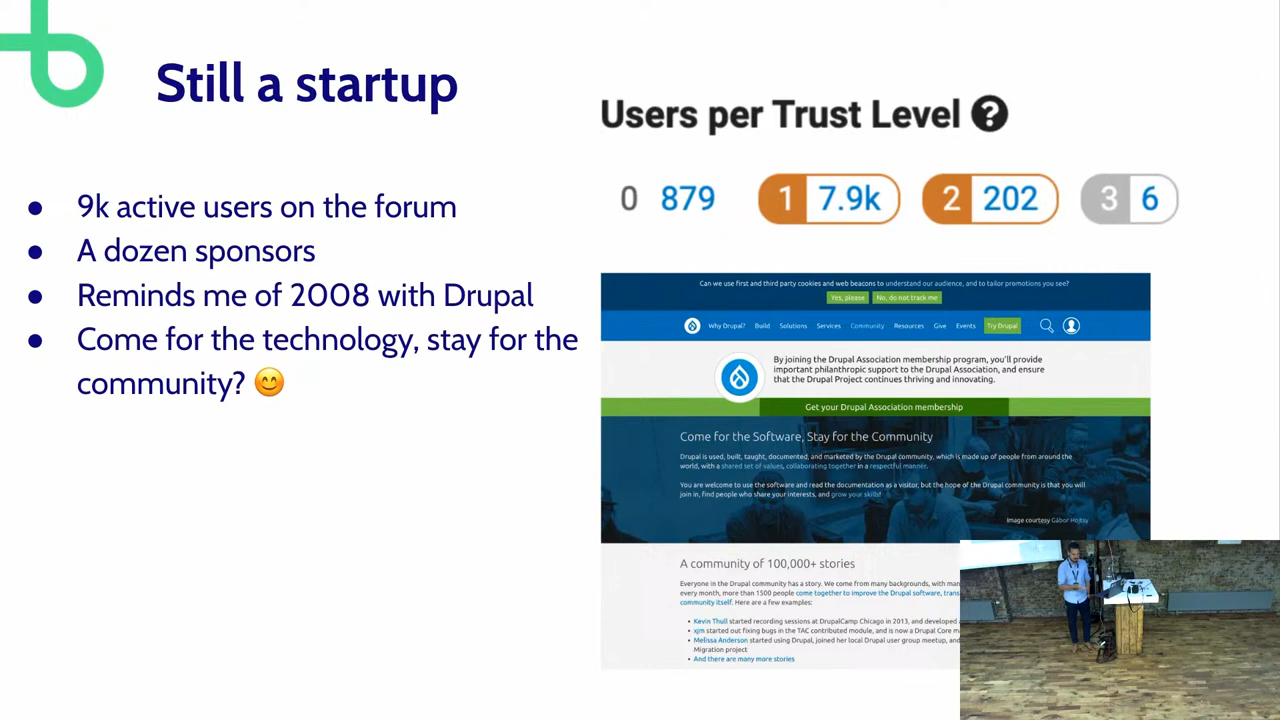 Still a startup
● 9k active users on the forum
● A dozen sponsors
● Reminds me of 2008 with Drupal
● Come for the technology, stay for the
community? 😊
Users per Trust Level ?
0 879 1 7.9k 2 202 3 6
Can we use first and third party cookies and web beacons to understand our audience, and to tailor promotions you see?
Yes, please No, do not track me
Why Drupal? Build Solutions Services Community Resources Give Events Try Drupal
By joining the Drupal Association membership program, you'll provide
important philanthropic support to the Drupal Association, and ensure
that the Drupal Project continues thriving and innovating.
Get your Drupal Association membership
Come for the Software, Stay for the Community
Drupal is used, built, taught, documented, and marketed by the Drupal community, which is made up of people from around the
world, with a shared set of values, collaborating together in a respectful manner.
You are welcome to use the software and read the documentation as a visitor, but the hope of the Drupal community is that you will
join in, find people who share your interests, and grow your skills!
Image courtesy Gábor Hojtsy
A community of 100,000+ stories
Everyone in the Drupal community has a story. We come from many backgrounds, with
every month, more than 1500 people come together to improve the Drupal software,
community itself. Here are a few examples:
• Kevin Thull started recording sessions at DrupalCamp Chicago in 2013, and developed
• xjm started out fixing bugs in the TAC contributed module, and is now a Drupal Core
• Melissa Anderson started using Drupal, joined her local Drupal user group meetup, and
Migration project
• And there are many more stories